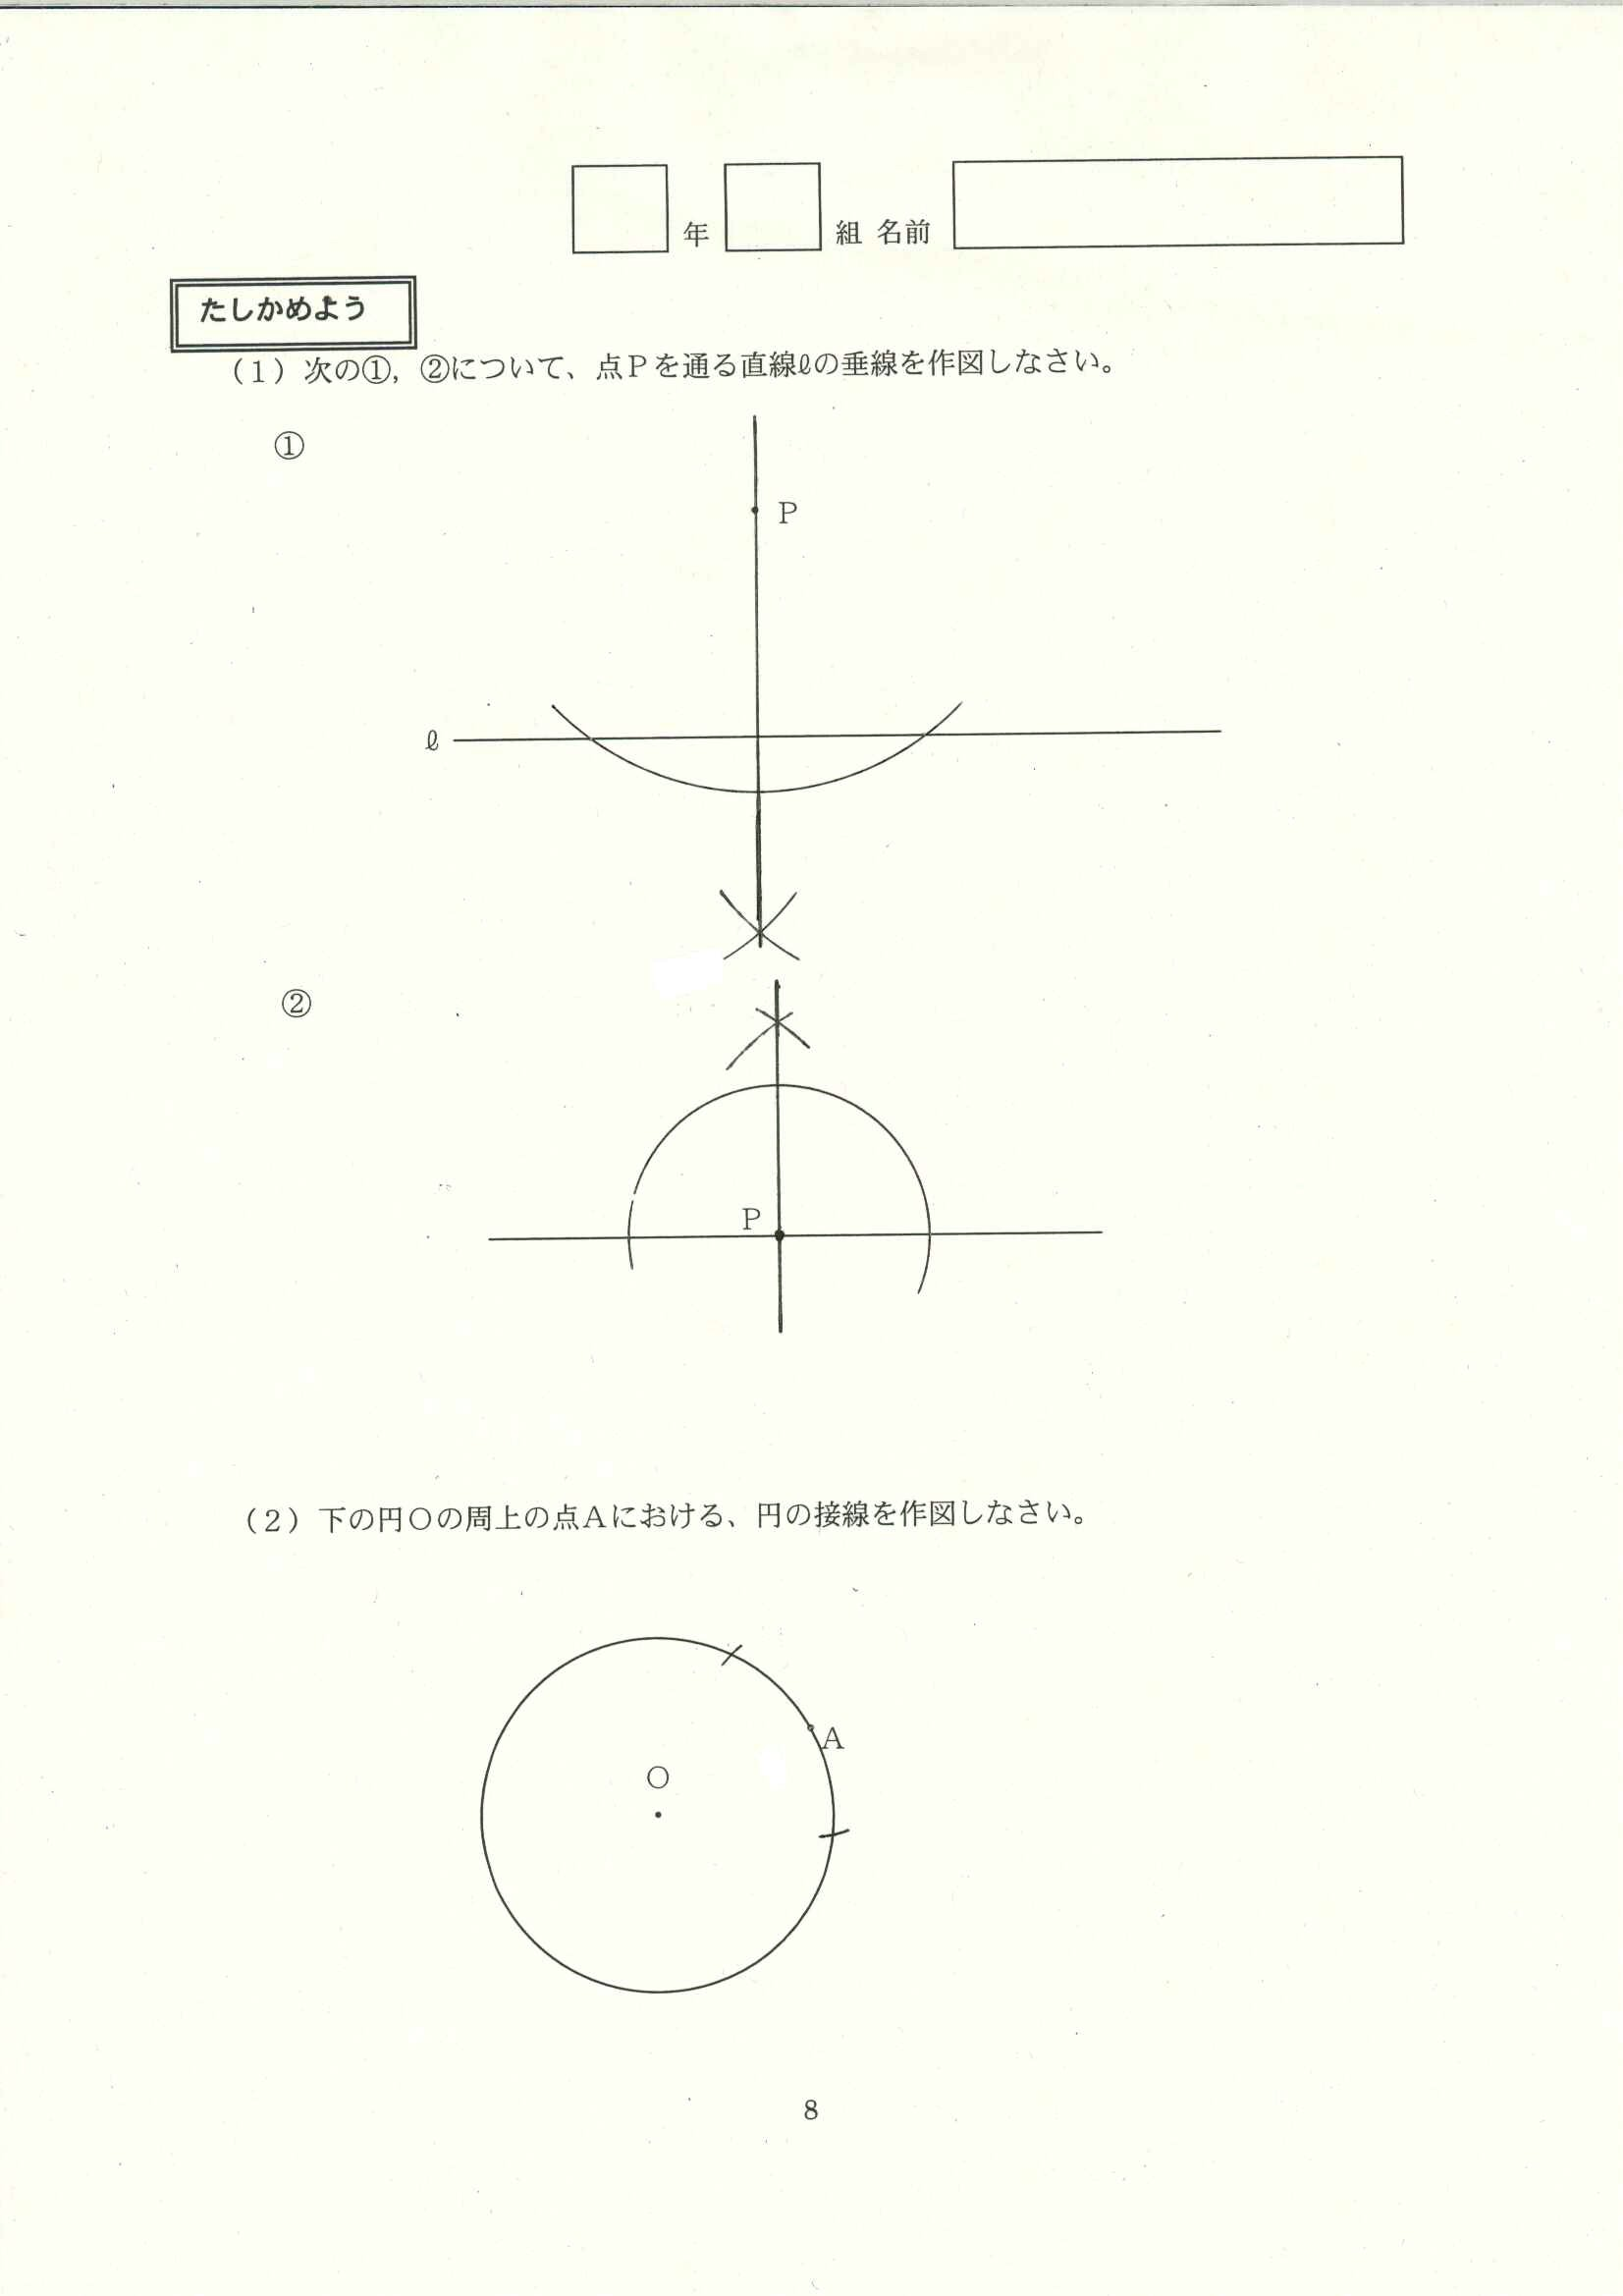 年 組 名前
たしかめよう
（１）次の①，②について、点Ｐを通る直線ℓの垂線を作図しなさい。
①
Ｐ
ℓ
②
Ｐ
（２）下の円Ｏの周上の点Ａにおける、円の接線を作図しなさい。
Ａ
Ｏ
8